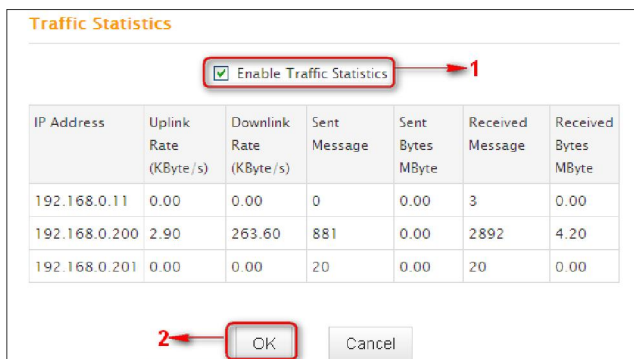 Traffic Statistics
Enable Traffic Statistics 1
IP Address Uplink Rate (KByte/s) Downlink Rate (KByte/s) Sent Message Sent Bytes MByte Received Message Received Bytes MByte
192.168.0.11 0.00 0.00 0 0.00 3 0.00
192.168.0.200 2.90 263.60 881 0.00 2892 4.20
192.168.0.201 0.00 0.00 20 0.00 20 0.00
2 OK Cancel